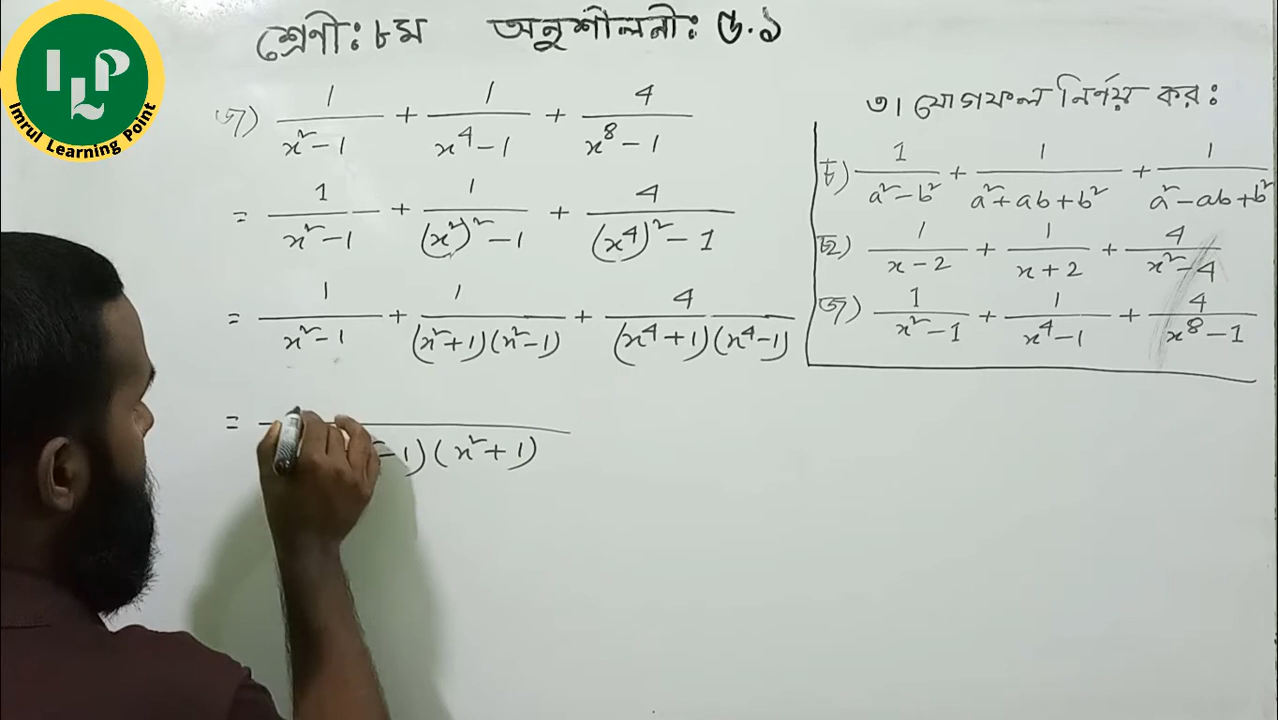 শ্রেণী: ৮ম অনুশীলনী: ৫.১
ILP
Imrul Learning Point
জ) 1/(x²-1) + 1/(x⁴-1) + 4/(x⁸-1)
= 1/(x²-1) + 1/((x²)²-1) + 4/((x⁴)²-1)
= 1/(x²-1) + 1/((x²+1)(x²-1)) + 4/((x⁴+1)(x⁴-1))
= -1)(x²+1)
৩। যোগফল নির্ণয় কর:
চ) 1/(a²-b²) + 1/(a²+ab+b²) + 1/(a²-ab+b²)
ছ) 1/(x-2) + 1/(x+2) + 4/(x²-4)
জ) 1/(x²-1) + 1/(x⁴-1) + 4/(x⁸-1)